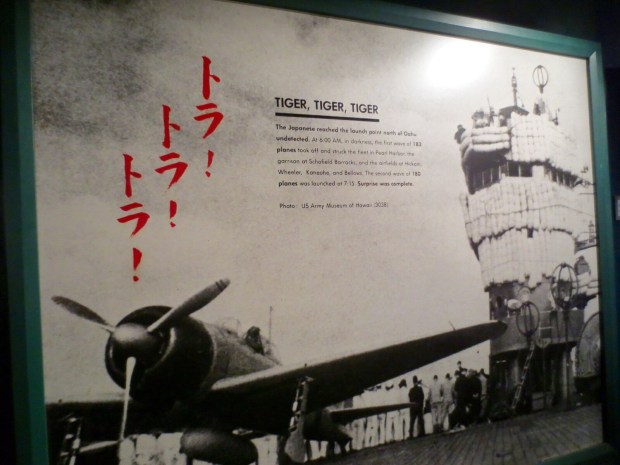 トラ！
トラ！
トラ！
TIGER, TIGER, TIGER
The Japanese reached the launch point north of Oahu
undetected. At 6:00 AM, in darkness, the first wave of 183
planes took off and struck the fleet in Pearl Harbor, the
garrison at Schofield Barracks, and the airfields at Hickam,
Wheeler, Kaneohe, and Bellows. The second wave of 180
planes was launched at 7:15. Surprise was complete.
Photo: US Army Museum of Hawaii (5038)